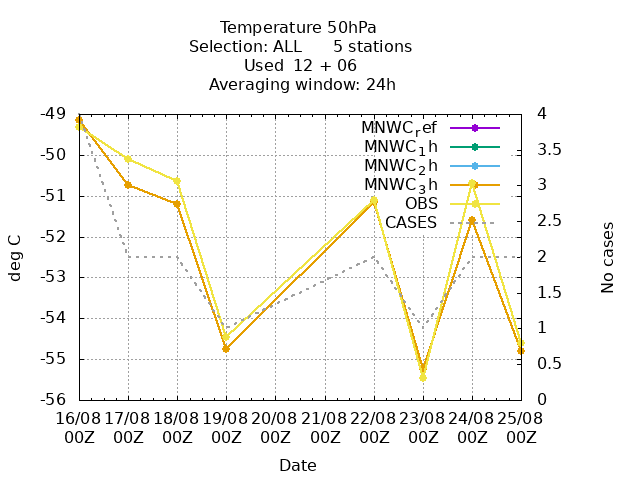 Temperature 50hPa
Selection: ALL      5 stations
Used  12 + 06
Averaging window: 24h
-49
-50
-51
-52
-53
-54
-55
-56
4
3.5
3
2.5
2
1.5
1
0.5
0
MNWC_ref
MNWC_1h
MNWC_2h
MNWC_3h
OBS
CASES
deg C
No cases
16/08 17/08 18/08 19/08 20/08 21/08 22/08 23/08 24/08 25/08
00Z 00Z 00Z 00Z 00Z 00Z 00Z 00Z 00Z 00Z
Date